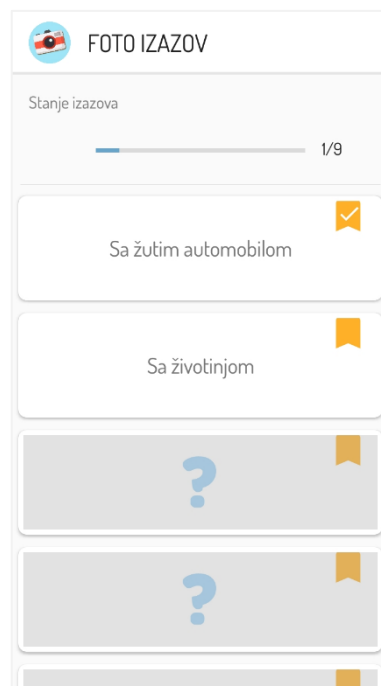 FOTO IZAZOV
Stanje izazova
1/9
Sa žutim automobilom
Sa životinjom
?
?